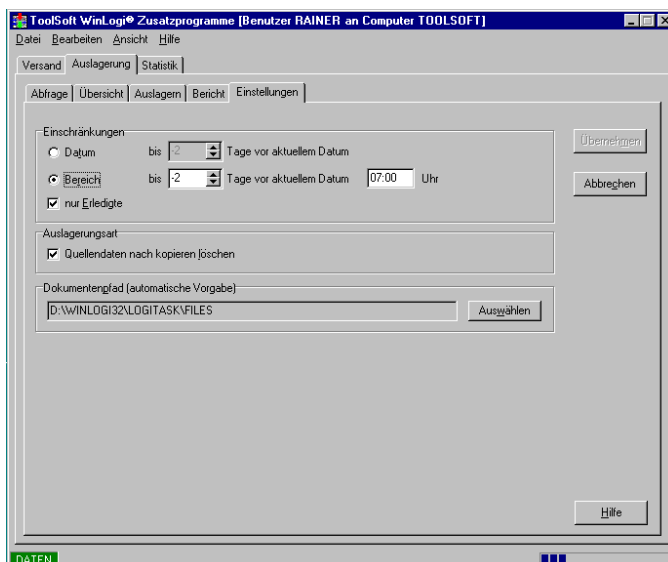 ToolSoft WinLogi® Zusatzprogramme [Benutzer RAINER an Computer TOOLSOFT]
Datei Bearbeiten Ansicht Hilfe
Versand Auslagerung Statistik
Abfrage Übersicht Auslagern Bericht Einstellungen
Einschränkungen
Datum bis -2 Tage vor aktuellem Datum
Übernehmen
Bereich bis -2 Tage vor aktuellem Datum 07:00 Uhr
Abbrechen
nur Erledigte
Auslagerungsart
Quellendaten nach kopieren löschen
Dokumentenpfad (automatische Vorgabe)
D:\WINLOGI32\LOGITASK\FILES Auswählen
Hilfe
DATEN